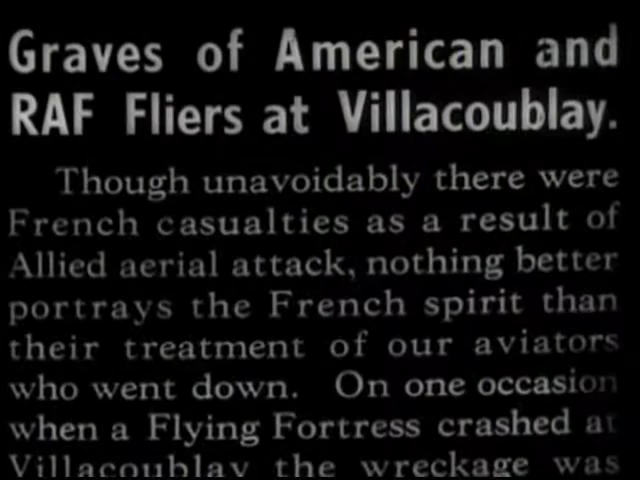 Graves of American and
RAF Fliers at Villacoublay.
Though unavoidably there were
French casualties as a result of
Allied aerial attack, nothing better
portrays the French spirit than
their treatment of our aviators
who went down. On one occasion
when a Flying Fortress crashed at
Villacoublay the wreckage was